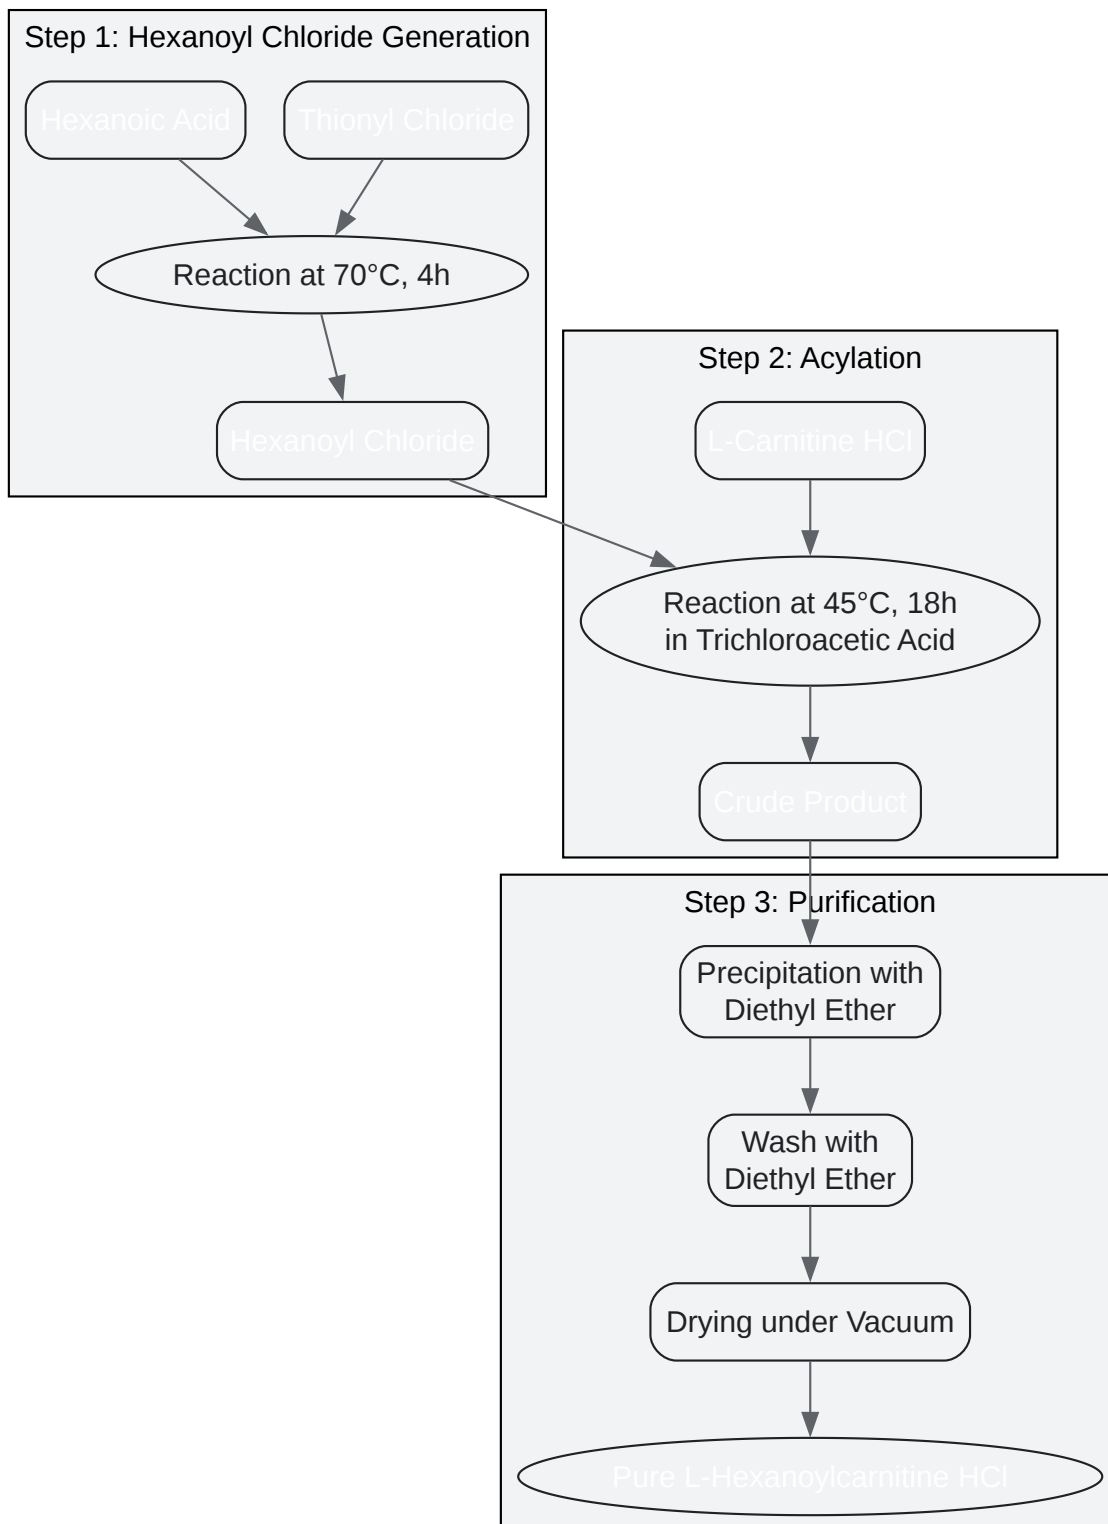 Step 1: Hexanoyl Chloride Generation
Hexanoic Acid
Thionyl Chloride
Reaction at 70°C, 4h
Hexanoyl Chloride
Step 2: Acylation
L-Carnitine HCl
Reaction at 45°C, 18h
in Trichloroacetic Acid
Crude Product
Step 3: Purification
Precipitation with
Diethyl Ether
Wash with
Diethyl Ether
Drying under Vacuum
Pure L-Hexanoylcarnitine HCl